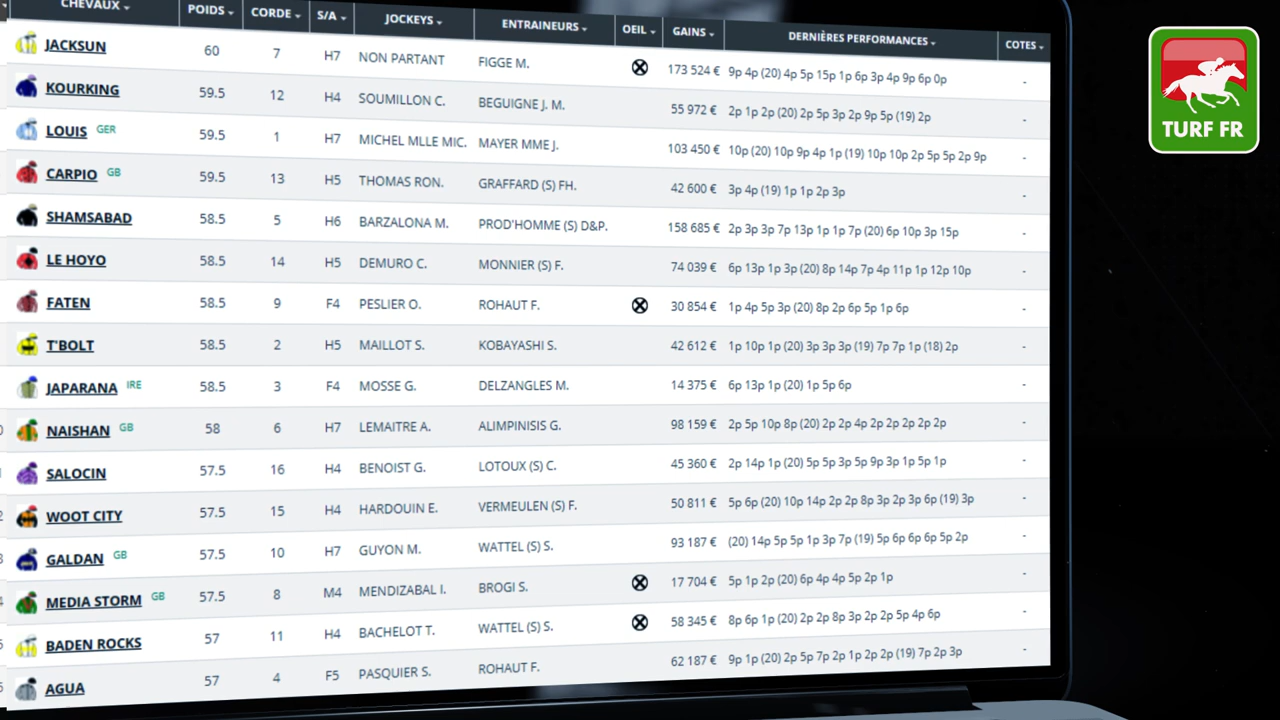 CHEVAUX POIDS CORDE S/A JOCKEYS ENTRAINEURS OEIL GAINS DERNIÈRES PERFORMANCES COTES
JACKSUN 60 7 H7 NON PARTANT FIGGE M. 173 524 € 9p 4p (20) 4p 5p 15p 1p 6p 3p 4p 9p 6p 0p -
KOURKING 59.5 12 H4 SOUMILLON C. BEGUIGNE J. M. 55 972 € 2p 1p 2p (20) 2p 5p 3p 2p 9p 5p (19) 2p -
LOUIS GER 59.5 1 H7 MICHEL MLLE MIC. MAYER MME J. 103 450 € 10p (20) 10p 9p 4p 1p (19) 10p 10p 2p 5p 5p 2p 9p -
CARPIO GB 59.5 13 H5 THOMAS RON. GRAFFARD (S) FH. 42 600 € 3p 4p (19) 1p 1p 2p 3p -
SHAMSABAD 58.5 5 H6 BARZALONA M. PROD'HOMME (S) D&P. 158 685 € 2p 3p 3p 7p 13p 1p 1p 7p (20) 6p 10p 3p 15p -
LE HOYO 58.5 14 H5 DEMURO C. MONNIER (S) F. 74 039 € 6p 13p 1p 3p (20) 8p 14p 7p 4p 11p 1p 12p 10p -
FATEN 58.5 9 F4 PESLIER O. ROHAUT F. 30 854 € 1p 4p 5p 3p (20) 8p 2p 6p 5p 1p 6p -
T'BOLT 58.5 2 H5 MAILLOT S. KOBAYASHI S. 42 612 € 1p 10p 1p (20) 3p 3p 3p (19) 7p 7p 1p (18) 2p -
JAPARANA IRE 58.5 3 F4 MOSSE G. DELZANGLES M. 14 375 € 6p 13p 1p (20) 1p 5p 6p -
NAISHAN GB 58 6 H7 LEMAITRE A. ALIMPINISIS G. 98 159 € 2p 5p 10p 8p (20) 2p 2p 4p 2p 2p 2p 2p 2p -
SALOCIN 57.5 16 H4 BENOIST G. LOTOUX (S) C. 45 360 € 2p 14p 1p (20) 5p 5p 3p 5p 9p 3p 1p 5p 1p -
WOOT CITY 57.5 15 H4 HARDOUIN E. VERMEULEN (S) F. 50 811 € 5p 6p (20) 10p 14p 2p 2p 8p 3p 2p 3p 6p (19) 3p -
GALDAN GB 57.5 10 H7 GUYON M. WATTEL (S) S. 93 187 € (20) 14p 5p 5p 1p 3p 7p (19) 5p 6p 6p 6p 5p 2p -
MEDIA STORM GB 57.5 8 M4 MENDIZABAL I. BROGI S. 17 704 € 5p 1p 2p (20) 6p 4p 4p 5p 2p 1p -
BADEN ROCKS 57 11 H4 BACHELOT T. WATTEL (S) S. 58 345 € 8p 6p 1p (20) 2p 2p 8p 3p 2p 2p 5p 4p 6p -
AGUA 57 4 F5 PASQUIER S. ROHAUT F. 62 187 € 9p 1p (20) 2p 5p 7p 2p 1p 2p 2p (19) 7p 2p 3p -
TURF FR